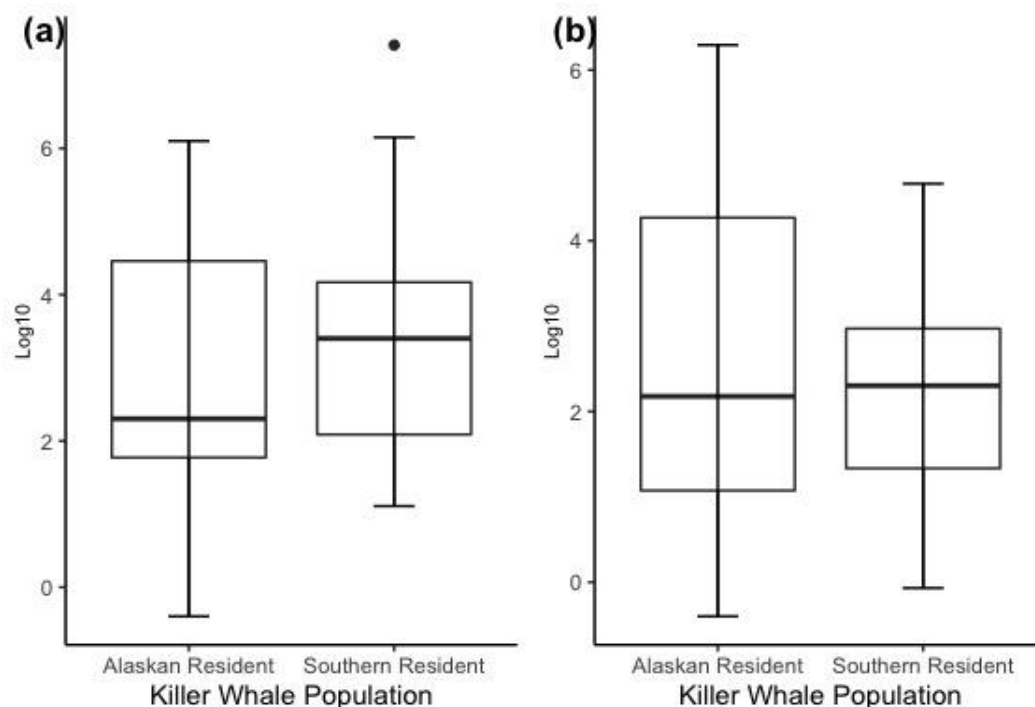 (a)
6
4
2
0
Log10
Alaskan Resident Southern Resident
Killer Whale Population
(b)
6
4
2
0
Log10
Alaskan Resident Southern Resident
Killer Whale Population